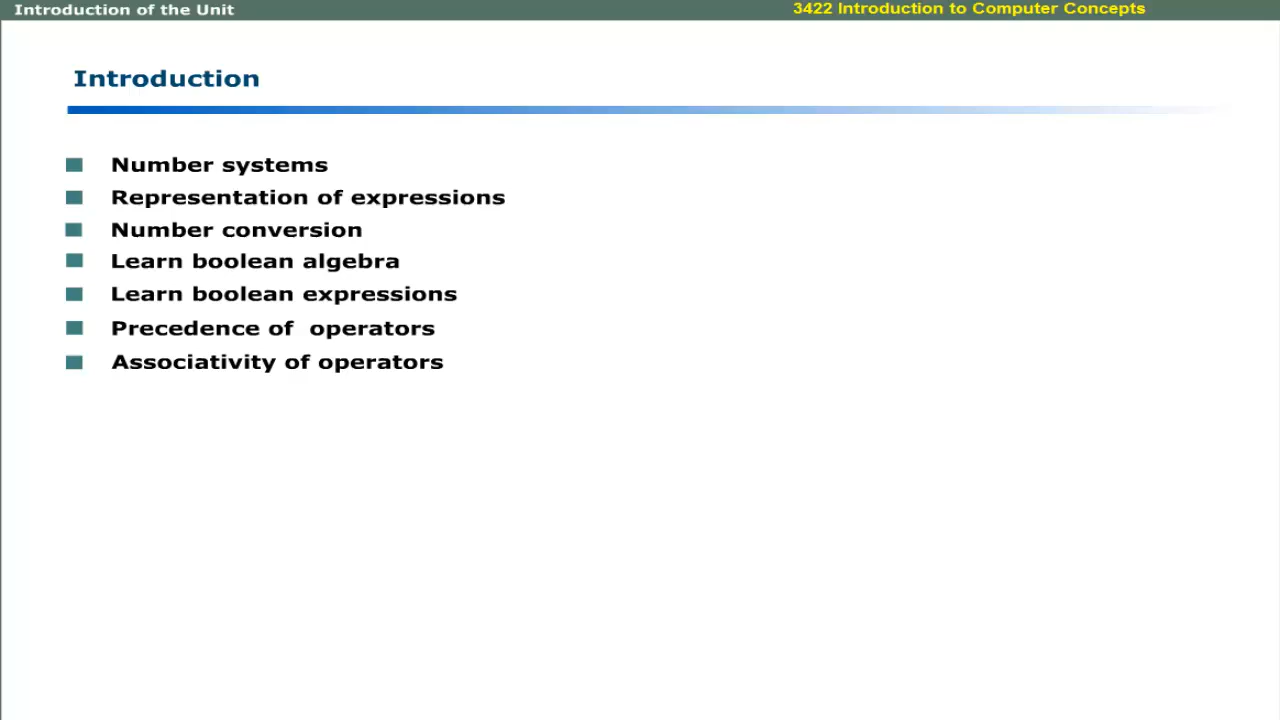 Introduction of the Unit
3422 Introduction to Computer Concepts
Introduction
Number systems
Representation of expressions
Number conversion
Learn boolean algebra
Learn boolean expressions
Precedence of  operators
Associativity of operators